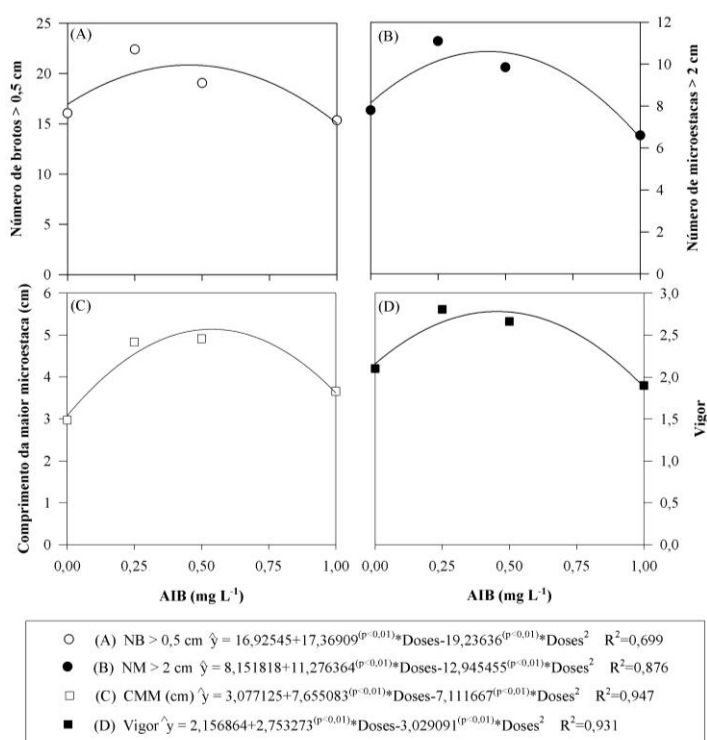 (A)
Número de brotos > 0,5 cm
25
20
15
10
5
0
(B)
Número de microestacas > 2 cm
12
10
8
6
4
2
0
(C)
Comprimento da maior microestaca (cm)
6
5
4
3
2
1
0
0,00 0,25 0,50 0,75 1,00
AIB (mg L⁻¹)
(D)
Vigor
3,0
2,5
2,0
1,5
1,0
0,5
0,0
0,00 0,25 0,50 0,75 1,00
AIB (mg L⁻¹)
(A) NB > 0,5 cm ŷ = 16,92545+17,36909(p<0,01)*Doses-19,23636(p<0,01)*Doses² R²=0,699
(B) NM > 2 cm ŷ = 8,151818+11,276364(p<0,01)*Doses-12,945455(p<0,01)*Doses² R²=0,876
(C) CMM (cm) ^y = 3,077125+7,655083(p<0,01)*Doses-7,111667(p<0,01)*Doses² R²=0,947
(D) Vigor ^y = 2,156864+2,753273(p<0,01)*Doses-3,029091(p<0,01)*Doses² R²=0,931